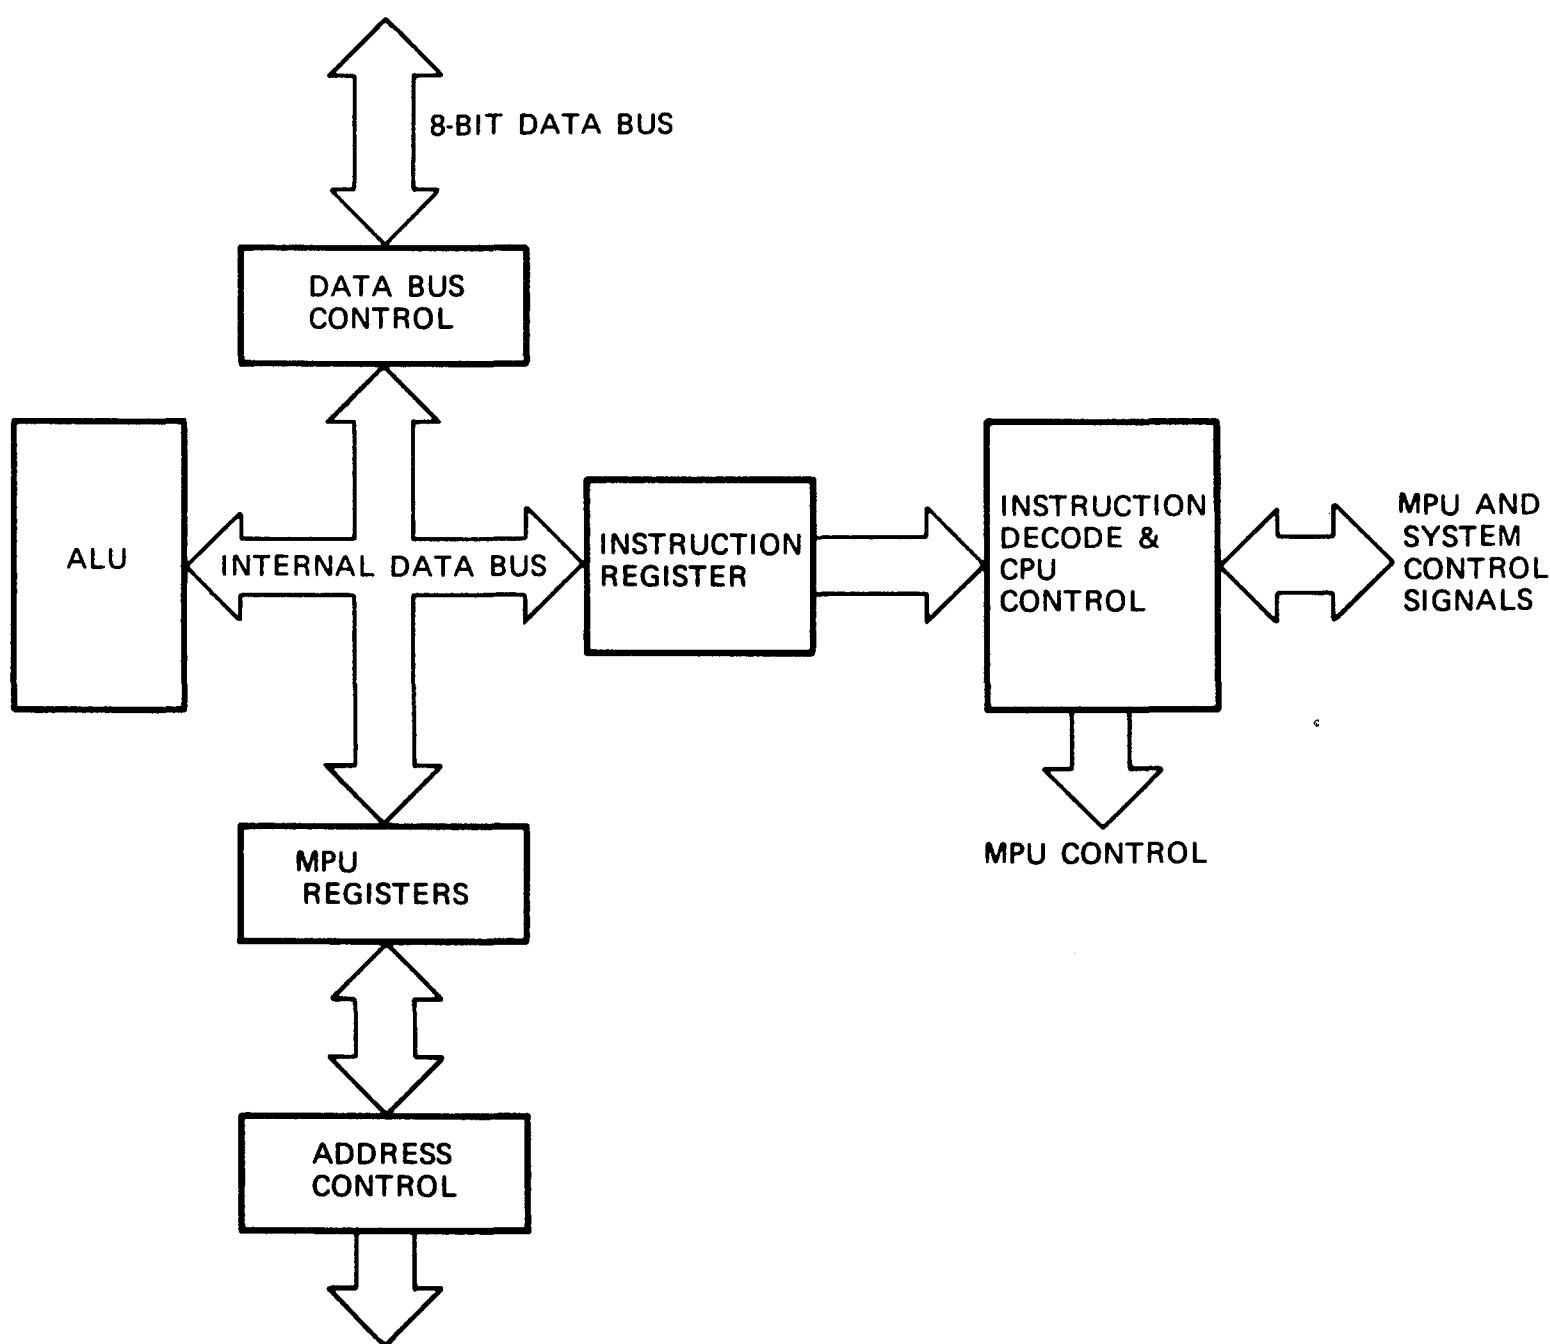 8-BIT DATA BUS
DATA BUS
CONTROL
ALU
INTERNAL DATA BUS
INSTRUCTION
REGISTER
INSTRUCTION
DECODE &
CPU
CONTROL
MPU AND
SYSTEM
CONTROL
SIGNALS
MPU CONTROL
MPU
REGISTERS
ADDRESS
CONTROL